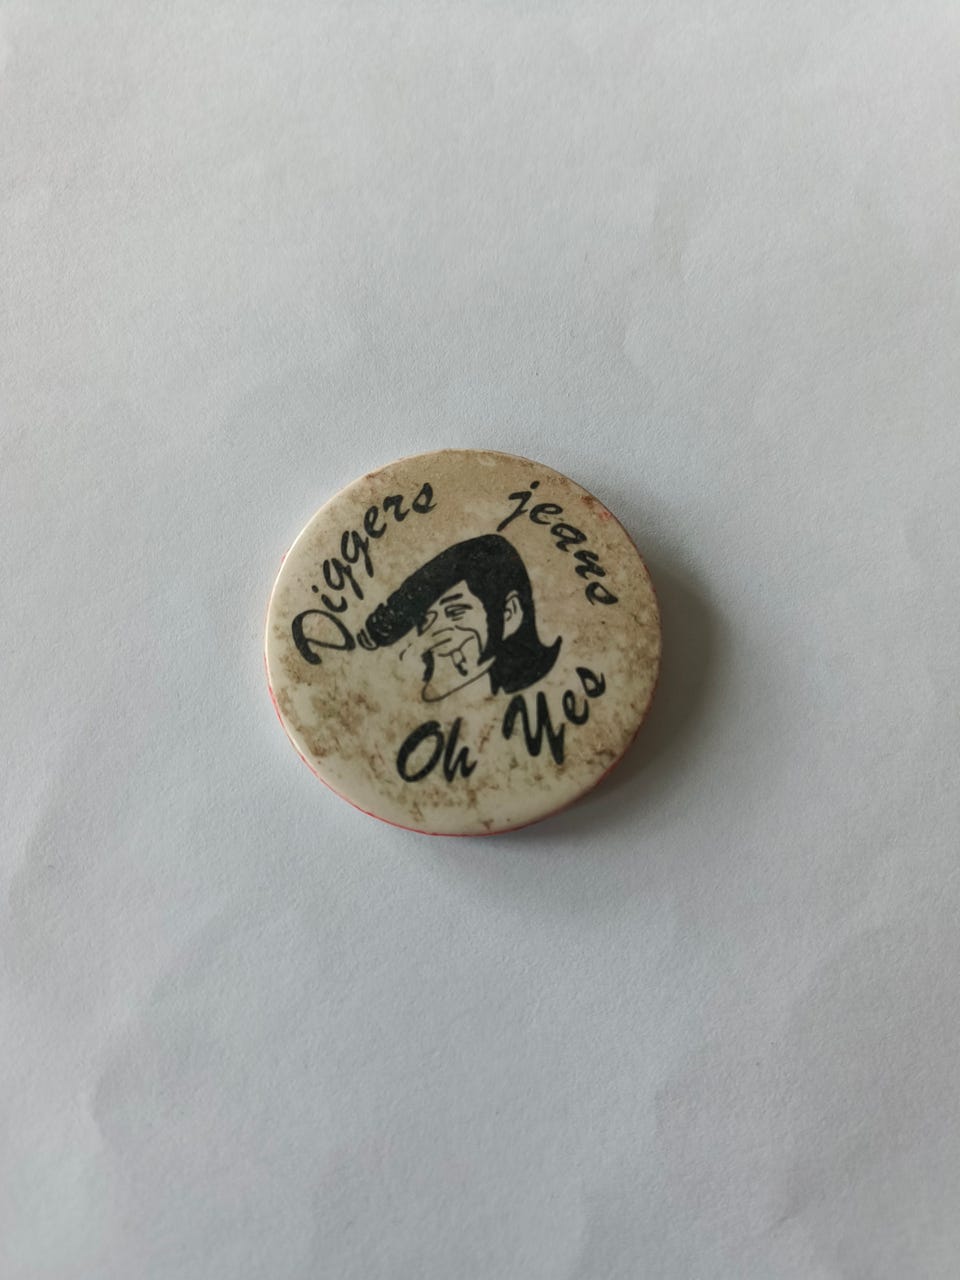 Diggers jeans
Oh Yes